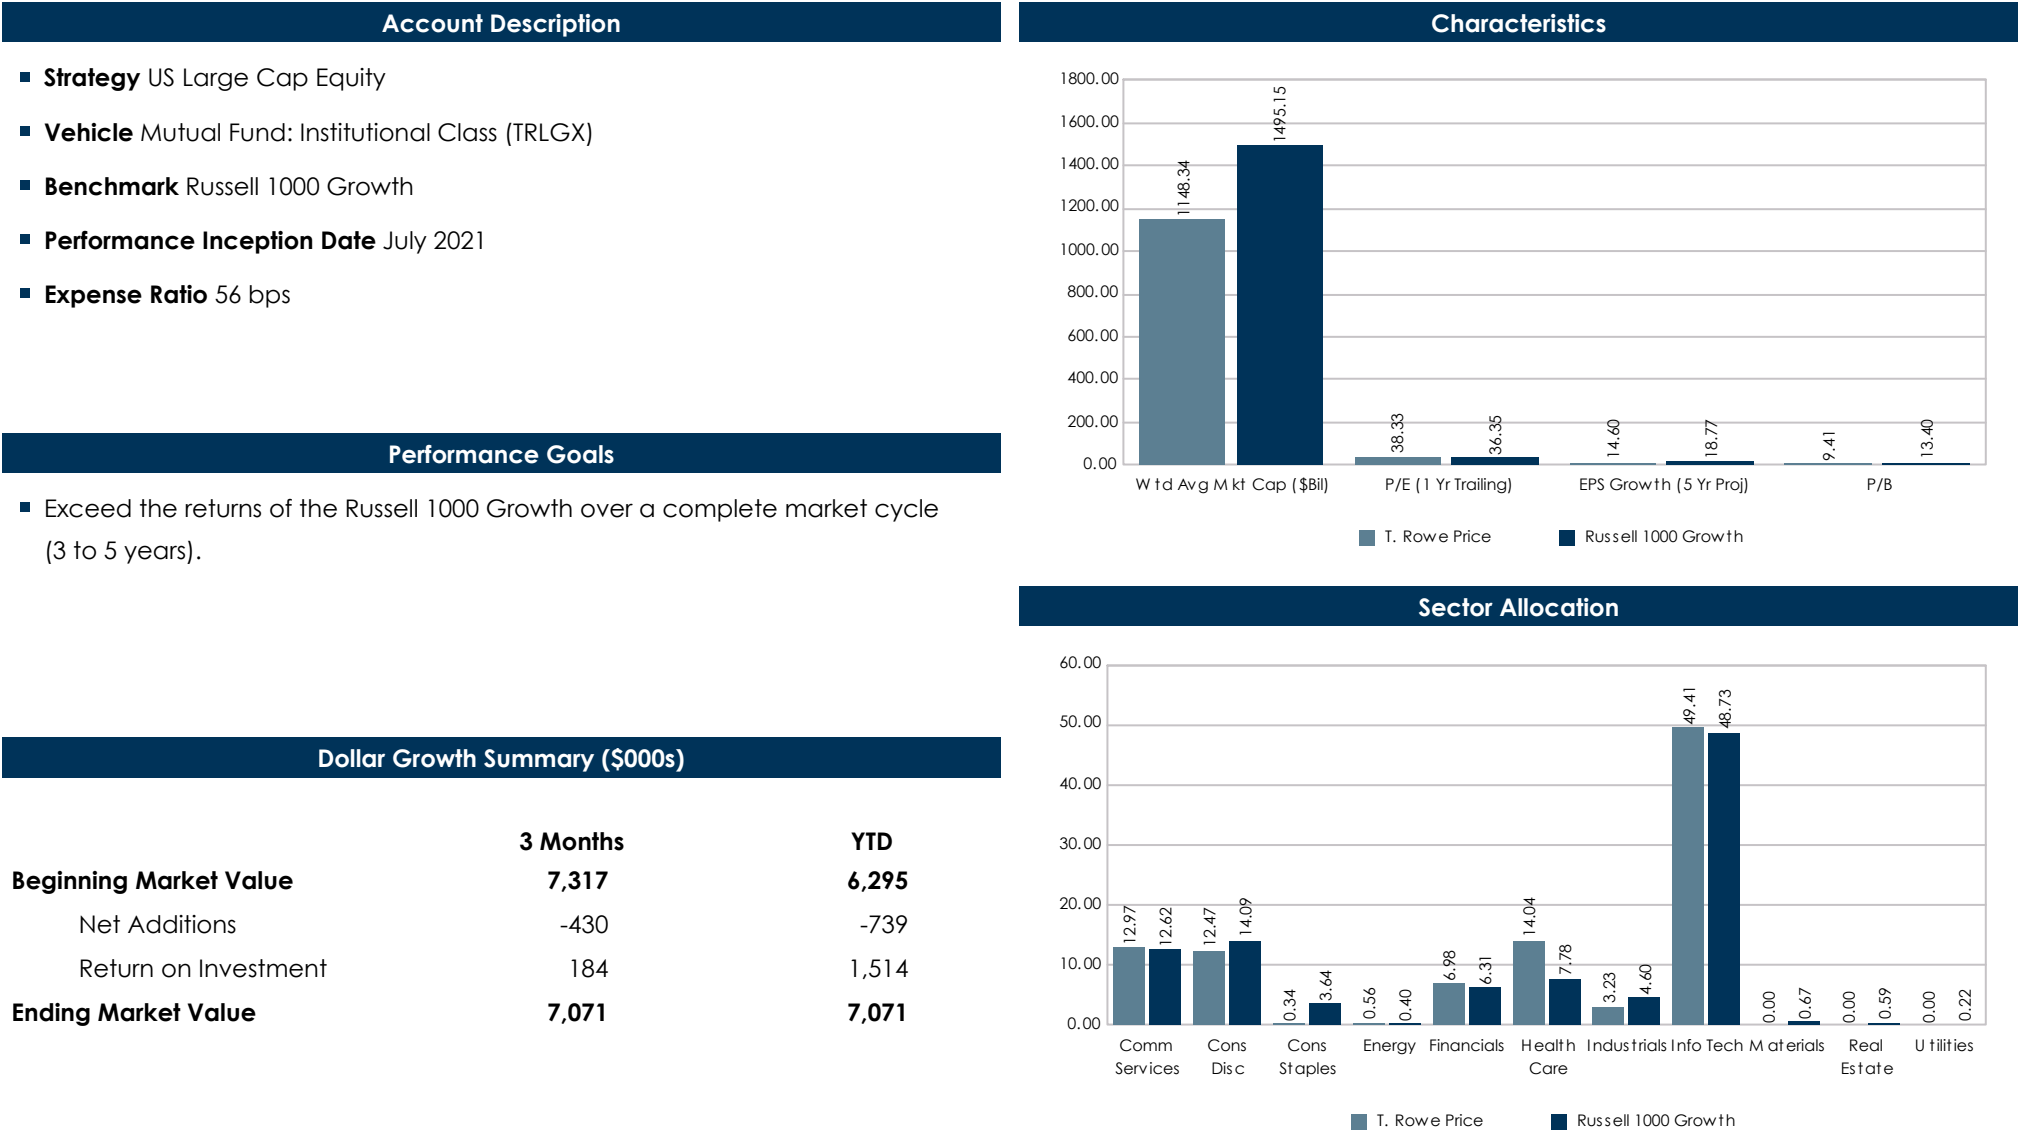 Account Description
▪ Strategy US Large Cap Equity
▪ Vehicle Mutual Fund: Institutional Class (TRLGX)
▪ Benchmark Russell 1000 Growth
▪ Performance Inception Date July 2021
▪ Expense Ratio 56 bps
Performance Goals
▪ Exceed the returns of the Russell 1000 Growth over a complete market cycle
(3 to 5 years).
Dollar Growth Summary ($000s)
3 Months YTD
Beginning Market Value 7,317 6,295
Net Additions -430 -739
Return on Investment 184 1,514
Ending Market Value 7,071 7,071
Characteristics
1800.00
1600.00
1400.00
1200.00
1000.00
800.00
600.00
400.00
200.00
0.00
1148.34 1495.15 38.33 36.35 14.60 18.77 9.41 13.40
Wtd Avg Mkt Cap ($Bil) P/E (1 Yr Trailing) EPS Growth (5 Yr Proj) P/B
T. Rowe Price Russell 1000 Growth
Sector Allocation
60.00
50.00
40.00
30.00
20.00
10.00
0.00
12.97 12.62 12.47 14.09 0.34 3.64 0.56 0.40 6.98 6.31 14.04 7.78 3.23 4.60 49.41 48.73 0.00 0.67 0.00 0.59 0.00 0.22
Comm Cons Cons Energy Financials Health Industrials Info Tech Materials Real Utilities
Services Disc Staples Care Estate
T. Rowe Price Russell 1000 Growth